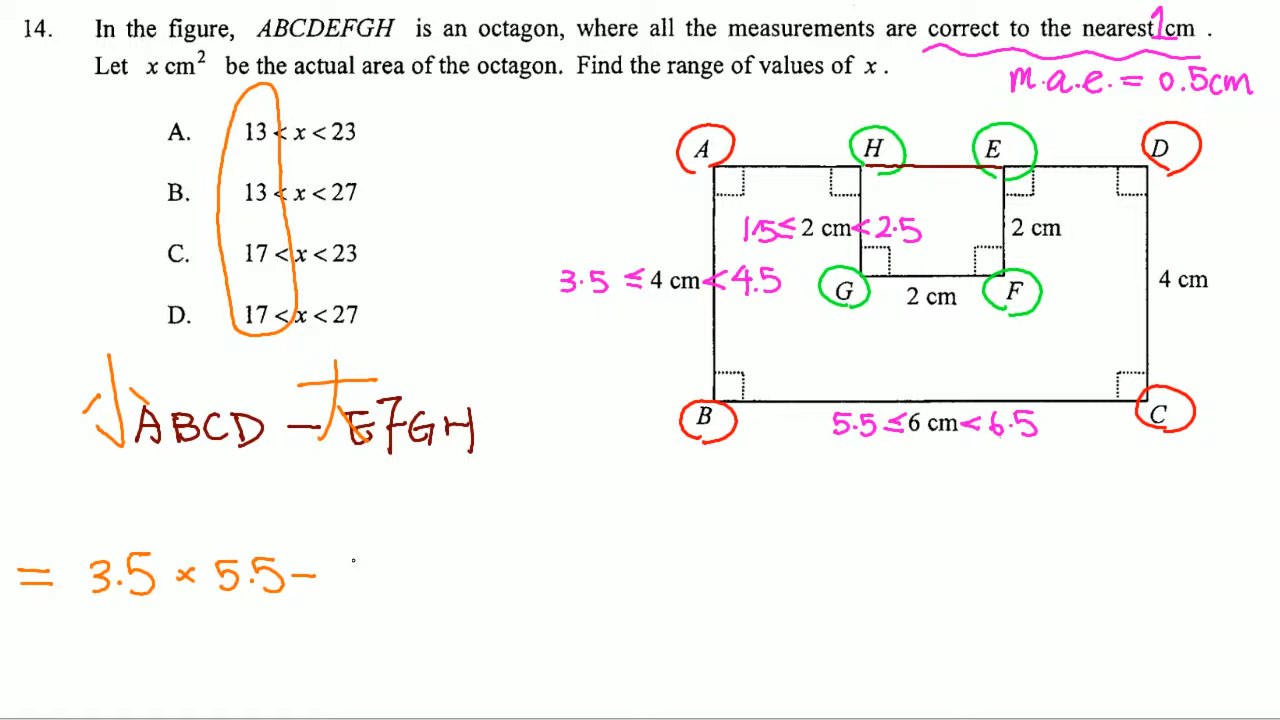 14. In the figure, ABCDEFGH is an octagon, where all the measurements are correct to the nearest 1 cm .
Let x cm² be the actual area of the octagon. Find the range of values of x .
m.a.e. = 0.5cm
A. 13 < x < 23
B. 13 < x < 27
C. 17 < x < 23
D. 17 < x < 27
A H E D
1.5 ≤ 2 cm < 2.5 2 cm
3.5 ≤ 4 cm < 4.5 4 cm
G 2 cm F
B 5.5 ≤ 6 cm < 6.5 C
小 ABCD − 大 EFGH
= 3.5 × 5.5 −